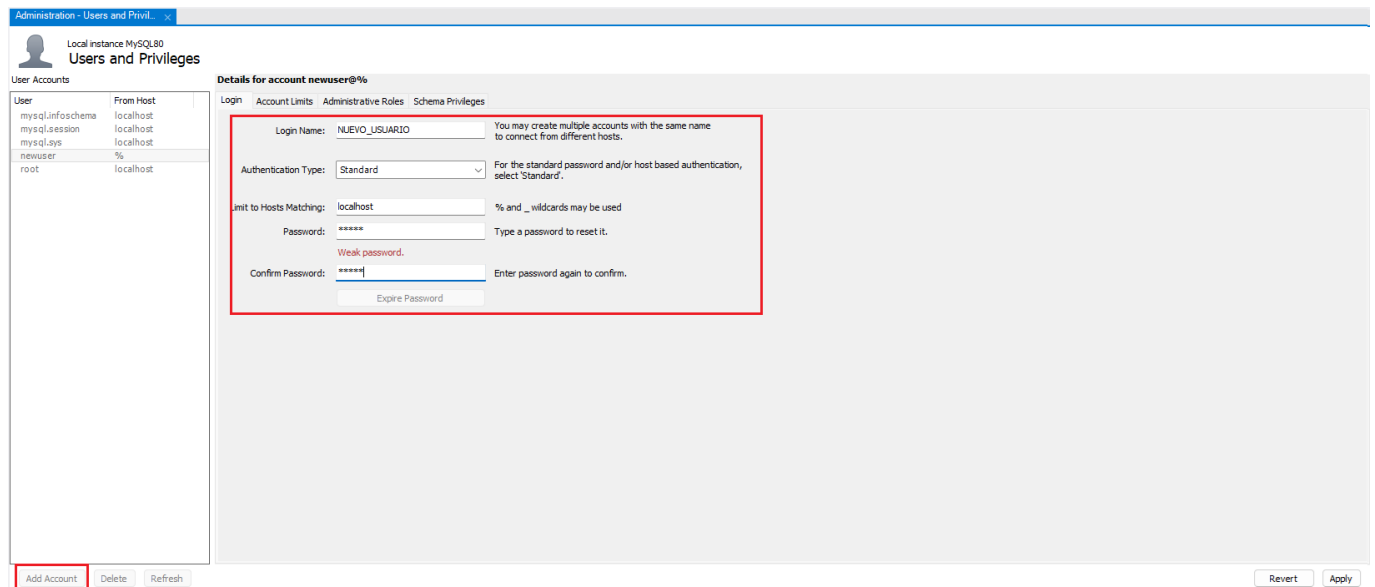 Administration - Users and Privil...
Local instance MySQL80
Users and Privileges
User Accounts
User From Host
mysql.infoschema localhost
mysql.session localhost
mysql.sys localhost
newuser %
root localhost
Add Account Delete Refresh
Details for account newuser@%
Login Account Limits Administrative Roles Schema Privileges
Login Name: NUEVO_USUARIO You may create multiple accounts with the same name
to connect from different hosts.
Authentication Type: Standard For the standard password and/or host based authentication,
select 'Standard'.
Limit to Hosts Matching: localhost % and _ wildcards may be used
Password: ***** Type a password to reset it.
Weak password.
Confirm Password: ***** Enter password again to confirm.
Expire Password
Revert Apply